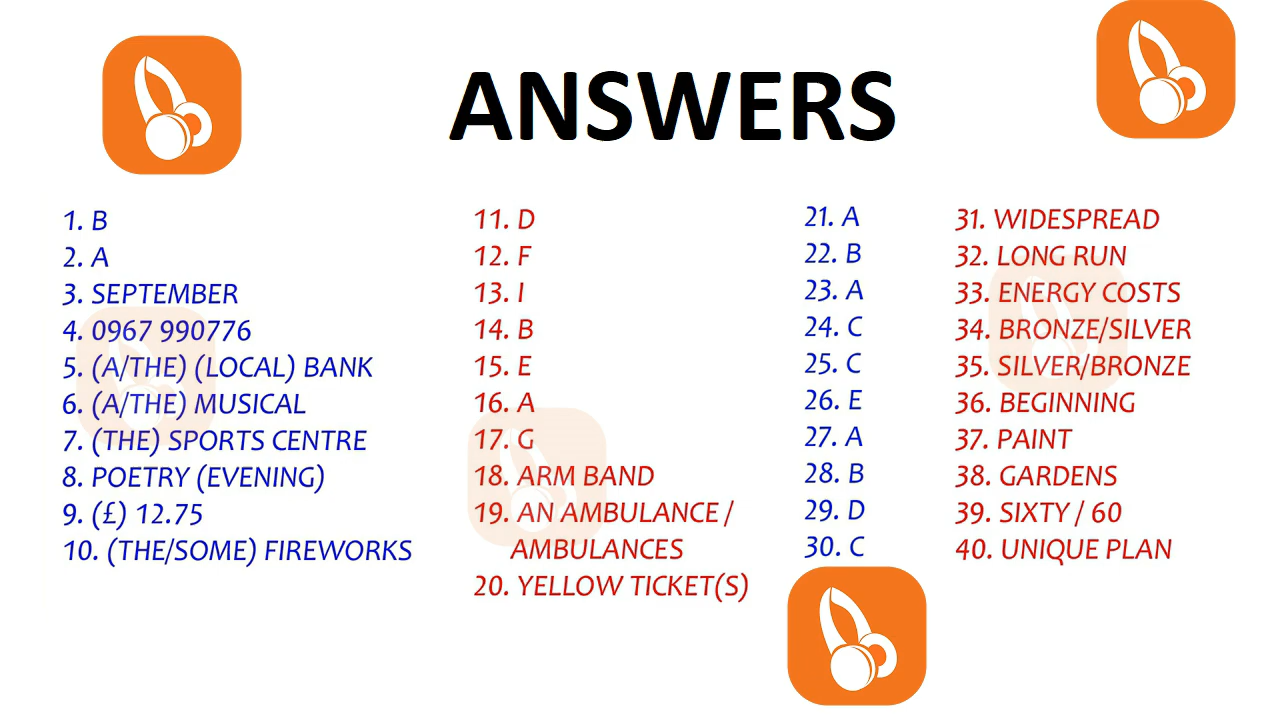 ANSWERS
1. B
2. A
3. SEPTEMBER
4. 0967 990776
5. (A/THE) (LOCAL) BANK
6. (A/THE) MUSICAL
7. (THE) SPORTS CENTRE
8. POETRY (EVENING)
9. (£) 12.75
10. (THE/SOME) FIREWORKS
11. D
12. F
13. I
14. B
15. E
16. A
17. G
18. ARM BAND
19. AN AMBULANCE /
AMBULANCES
20. YELLOW TICKET(S)
21. A
22. B
23. A
24. C
25. C
26. E
27. A
28. B
29. D
30. C
31. WIDESPREAD
32. LONG RUN
33. ENERGY COSTS
34. BRONZE/SILVER
35. SILVER/BRONZE
36. BEGINNING
37. PAINT
38. GARDENS
39. SIXTY / 60
40. UNIQUE PLAN